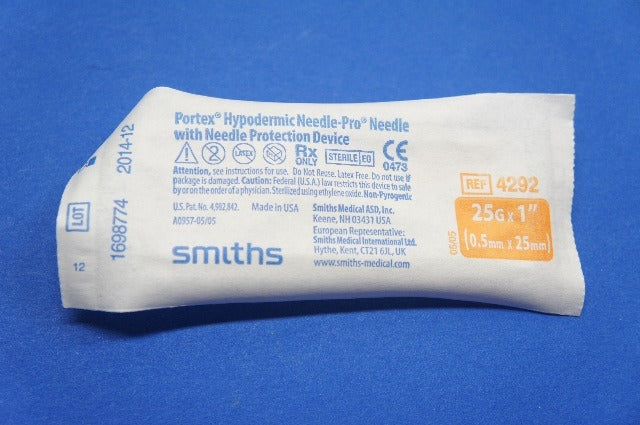 Portex® Hypodermic Needle-Pro® Needle
with Needle Protection Device
2 LATEX Rx ONLY STERILE EO CE 0473
Attention, see instructions for use. Do Not Reuse. Latex Free. Do not use if
package is damaged. Caution: Federal (U.S.A.) law restricts this device to sale
by or on the order of a physician. Sterilized using ethylene oxide. Non-Pyrogenic
U.S. Pat. No. 4,982,842. Made in USA
A0957-05/05
Smiths Medical ASD, Inc.
Keene, NH 03431 USA
European Representative:
Smiths Medical International Ltd.
Hythe, Kent, CT21 6JL, UK
www.smiths-medical.com
smiths
REF 4292
25G x 1"
(0.5mm x 25mm)
05/05
LOT
1698774
2014-12
12